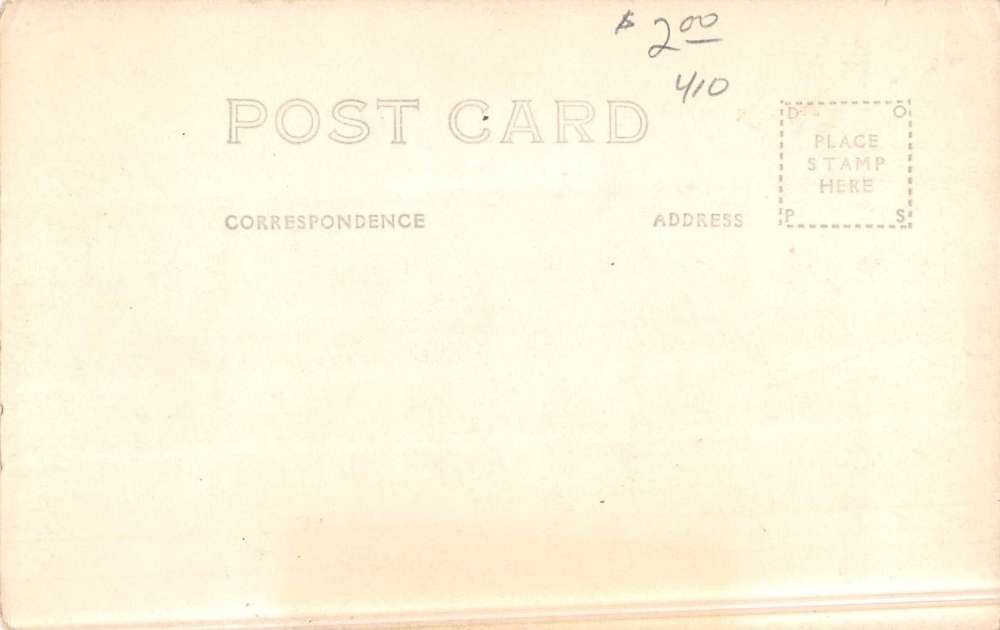 $ 2.00
410
POST CARD
D O
PLACE
STAMP
HERE
P S
CORRESPONDENCE
ADDRESS